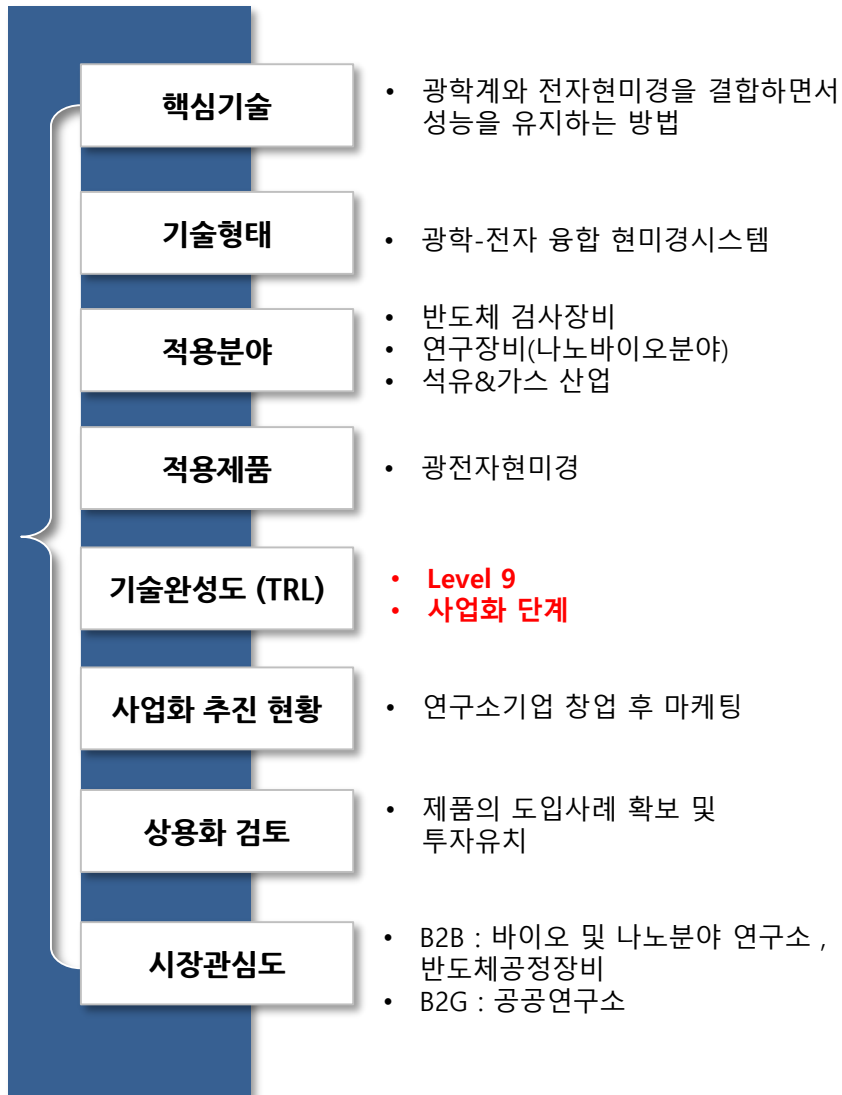 핵심기술
• 광학계와 전자현미경을 결합하면서
성능을 유지하는 방법
기술형태
• 광학-전자 융합 현미경시스템
적용분야
• 반도체 검사장비
• 연구장비(나노바이오분야)
• 석유&가스 산업
적용제품
• 광전자현미경
기술완성도 (TRL)
• Level 9
• 사업화 단계
사업화 추진 현황
• 연구소기업 창업 후 마케팅
상용화 검토
• 제품의 도입사례 확보 및
투자유치
시장관심도
• B2B : 바이오 및 나노분야 연구소 ,
반도체공정장비
• B2G : 공공연구소